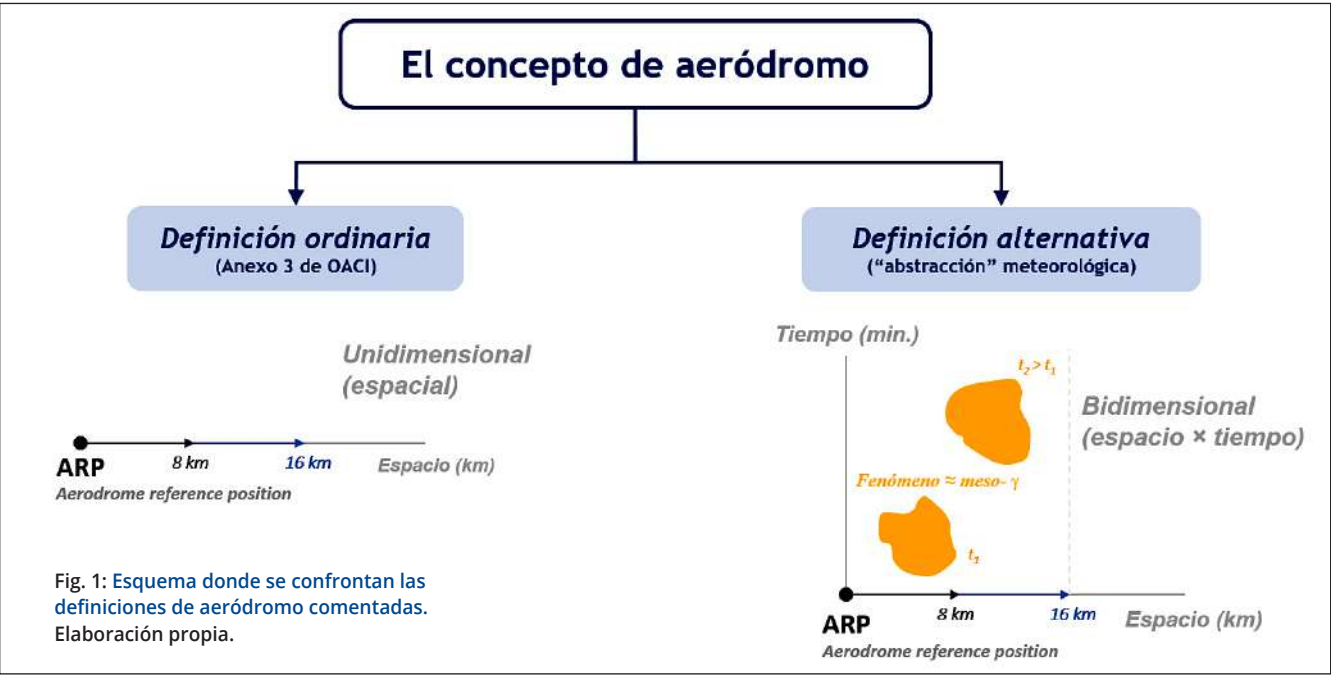 El concepto de aeródromo
Definición ordinaria
(Anexo 3 de OACI)
Unidimensional
(espacial)
ARP
8 km
16 km
Espacio (km)
Aerodrome reference position
Fig. 1: Esquema donde se confrontan las
definiciones de aeródromo comentadas.
Elaboración propia.
Definición alternativa
("abstracción" meteorológica)
Tiempo (min.)
t₂> t₁
Bidimensional
(espacio × tiempo)
Fenómeno ≈ meso- γ
t₁
ARP
8 km
16 km
Espacio (km)
Aerodrome reference position